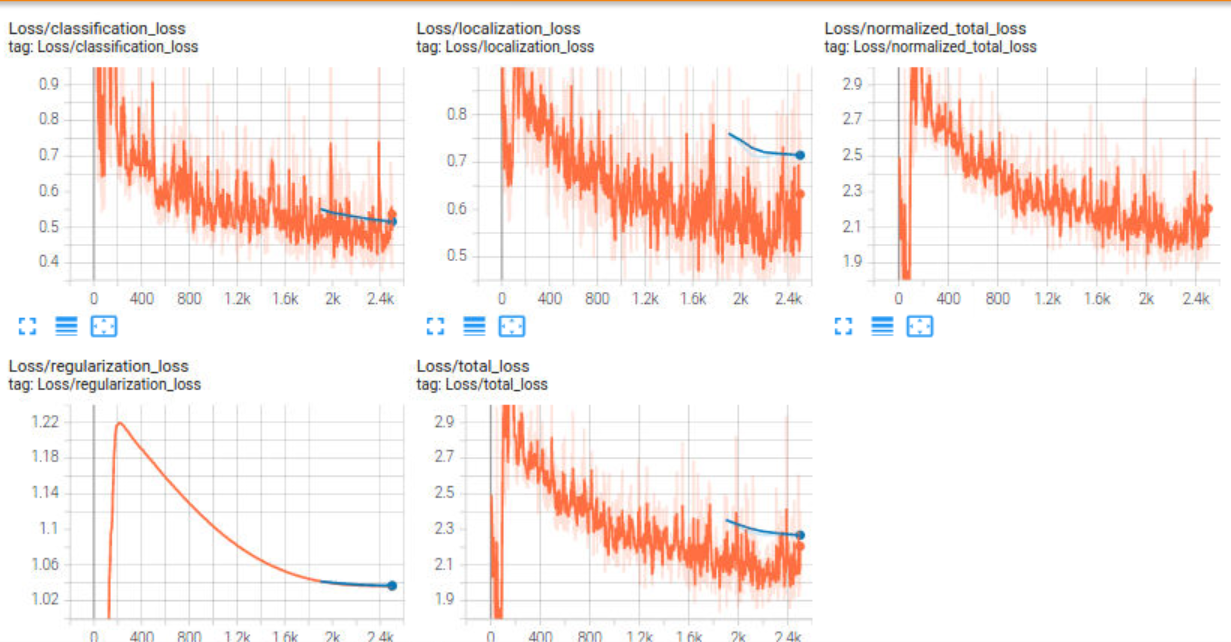 Loss/classification_loss
tag: Loss/classification_loss
0.9
0.8
0.7
0.6
0.5
0.4
0 400 800 1.2k 1.6k 2k 2.4k
Loss/localization_loss
tag: Loss/localization_loss
0.8
0.7
0.6
0.5
0 400 800 1.2k 1.6k 2k 2.4k
Loss/normalized_total_loss
tag: Loss/normalized_total_loss
2.9
2.7
2.5
2.3
2.1
1.9
0 400 800 1.2k 1.6k 2k 2.4k
Loss/regularization_loss
tag: Loss/regularization_loss
1.22
1.18
1.14
1.1
1.06
1.02
0 400 800 1.2k 1.6k 2k 2.4k
Loss/total_loss
tag: Loss/total_loss
2.9
2.7
2.5
2.3
2.1
1.9
0 400 800 1.2k 1.6k 2k 2.4k